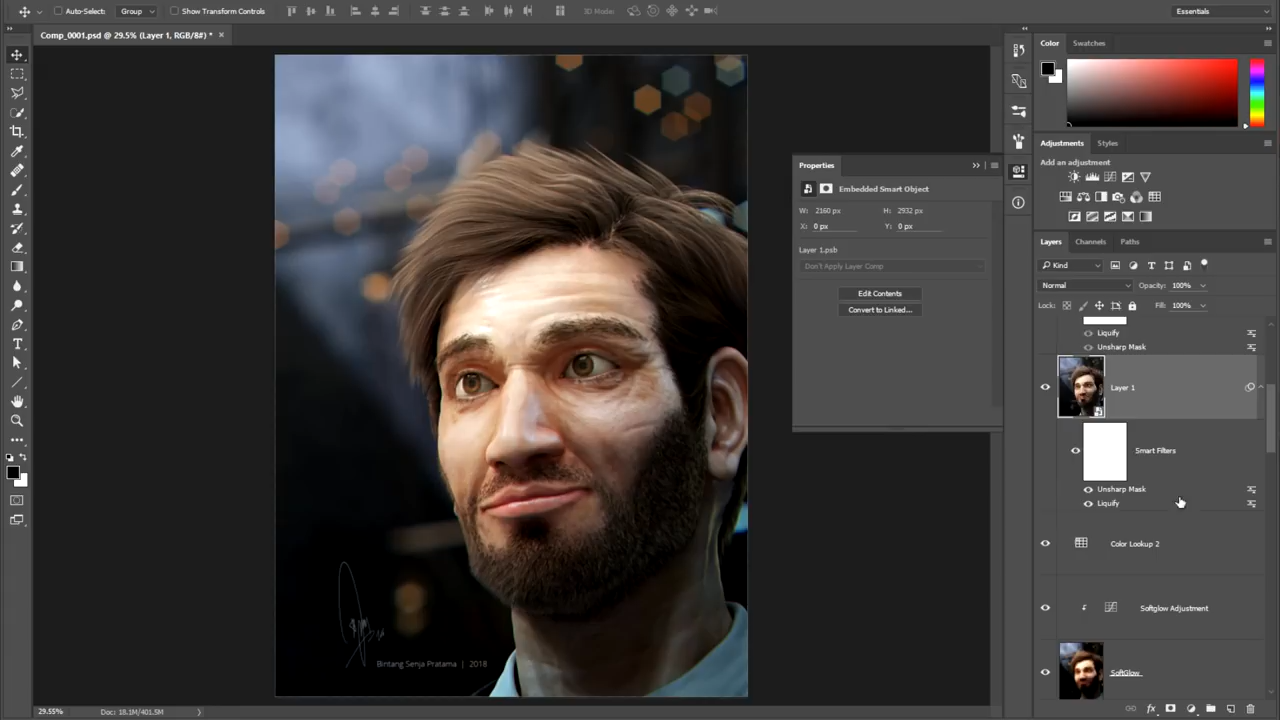 Auto-Select:
Group
Show Transform Controls
3D Mode:
Essentials
Comp_0001.psd @ 29.5% (Layer 1, RGB/8#) *
Color
Swatches
Adjustments
Styles
Add an adjustment
Properties
Embedded Smart Object
W: 2160 px
H: 2932 px
X: 0 px
Y: 0 px
Layer 1.psb
Don't Apply Layer Comp
Edit Contents
Convert to Linked...
Layers
Channels
Paths
Kind
Normal
Opacity: 100%
Lock:
Fill: 100%
Liquify
Unsharp Mask
Layer 1
Smart Filters
Unsharp Mask
Liquify
Color Lookup 2
Softglow Adjustment
SoftGlow
Bintang Senja Pratama | 2018
29.55%
Doc: 18.1M/401.5M